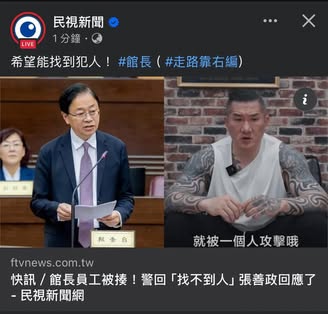 民視新聞
LIVE
1 分鐘 ·
希望能找到犯人！ #館長（ #走路靠右編）
就被一個人攻擊哦
ftvnews.com.tw
快訊／館長員工被揍！警回「找不到人」張善政回應了
- 民視新聞網